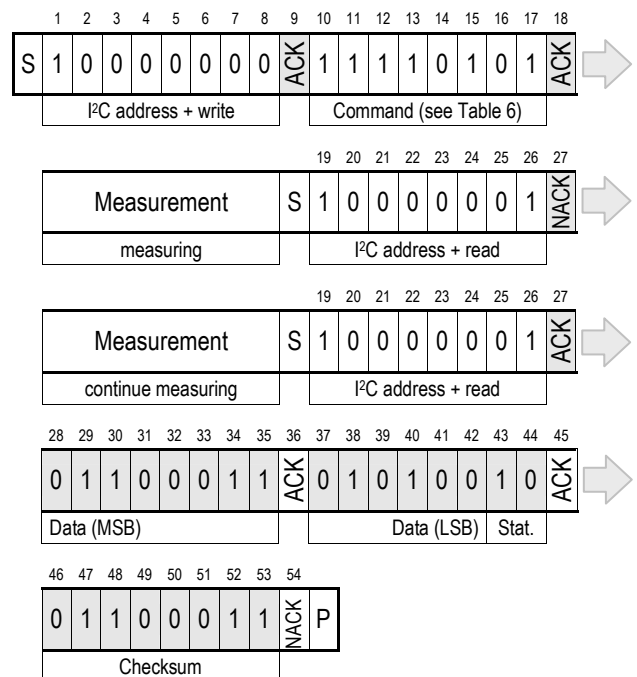 1 2 3 4 5 6 7 8 9 10 11 12 13 14 15 16 17 18
S 1 0 0 0 0 0 0 0 ACK 1 1 1 1 0 1 0 1 ACK
I²C address + write Command (see Table 6)
19 20 21 22 23 24 25 26 27
Measurement S 1 0 0 0 0 0 0 1 NACK
measuring I²C address + read
19 20 21 22 23 24 25 26 27
Measurement S 1 0 0 0 0 0 0 1 ACK
continue measuring I²C address + read
28 29 30 31 32 33 34 35 36 37 38 39 40 41 42 43 44 45
0 1 1 0 0 0 1 1 ACK 0 1 0 1 0 0 1 0 ACK
Data (MSB) Data (LSB) Stat.
46 47 48 49 50 51 52 53 54
0 1 1 0 0 0 1 1 NACK P
Checksum